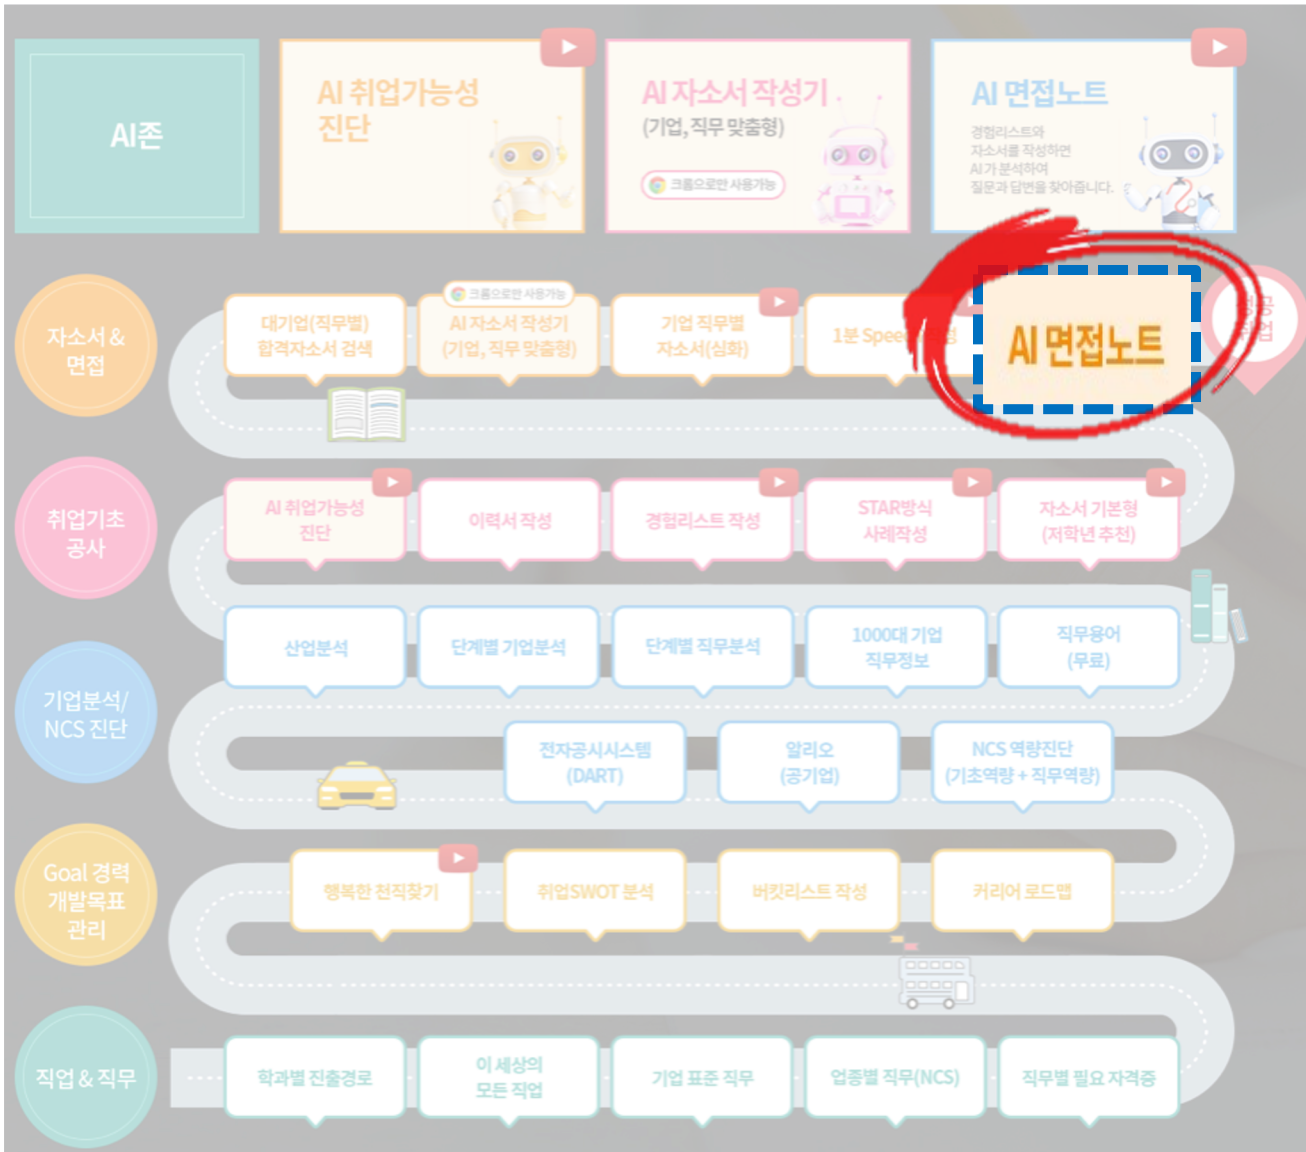 AI존
AI 취업가능성
진단
AI 자소서 작성기
(기업, 직무 맞춤형)
크롬으로만 사용가능
AI 면접노트
경험리스트와
자소서를 작성하면
AI 가 분석하여
질문과 답변을 찾아줍니다.
자소서 &
면접
대기업(직무별)
합격자소서 검색
크롬으로만 사용가능
AI 자소서 작성기
(기업, 직무 맞춤형)
기업 직무별
자소서(심화)
1분
AI 면접노트
취업기초
공사
AI 취업가능성
진단
이력서 작성
경험리스트 작성
STAR방식
사례작성
자소서 기본형
(저학년 추천)
기업분석/
NCS 진단
산업분석
단계별 기업분석
단계별 직무분석
1000대 기업
직무정보
직무용어
(무료)
전자공시시스템
(DART)
알리오
(공기업)
NCS 역량진단
(기초역량 + 직무역량)
Goal 경력
개발목표
관리
행복한 천직찾기
취업SWOT 분석
버킷리스트 작성
커리어 로드맵
직업 & 직무
학과별 진출경로
이 세상의
모든 직업
기업 표준 직무
업종별 직무(NCS)
직무별 필요 자격증